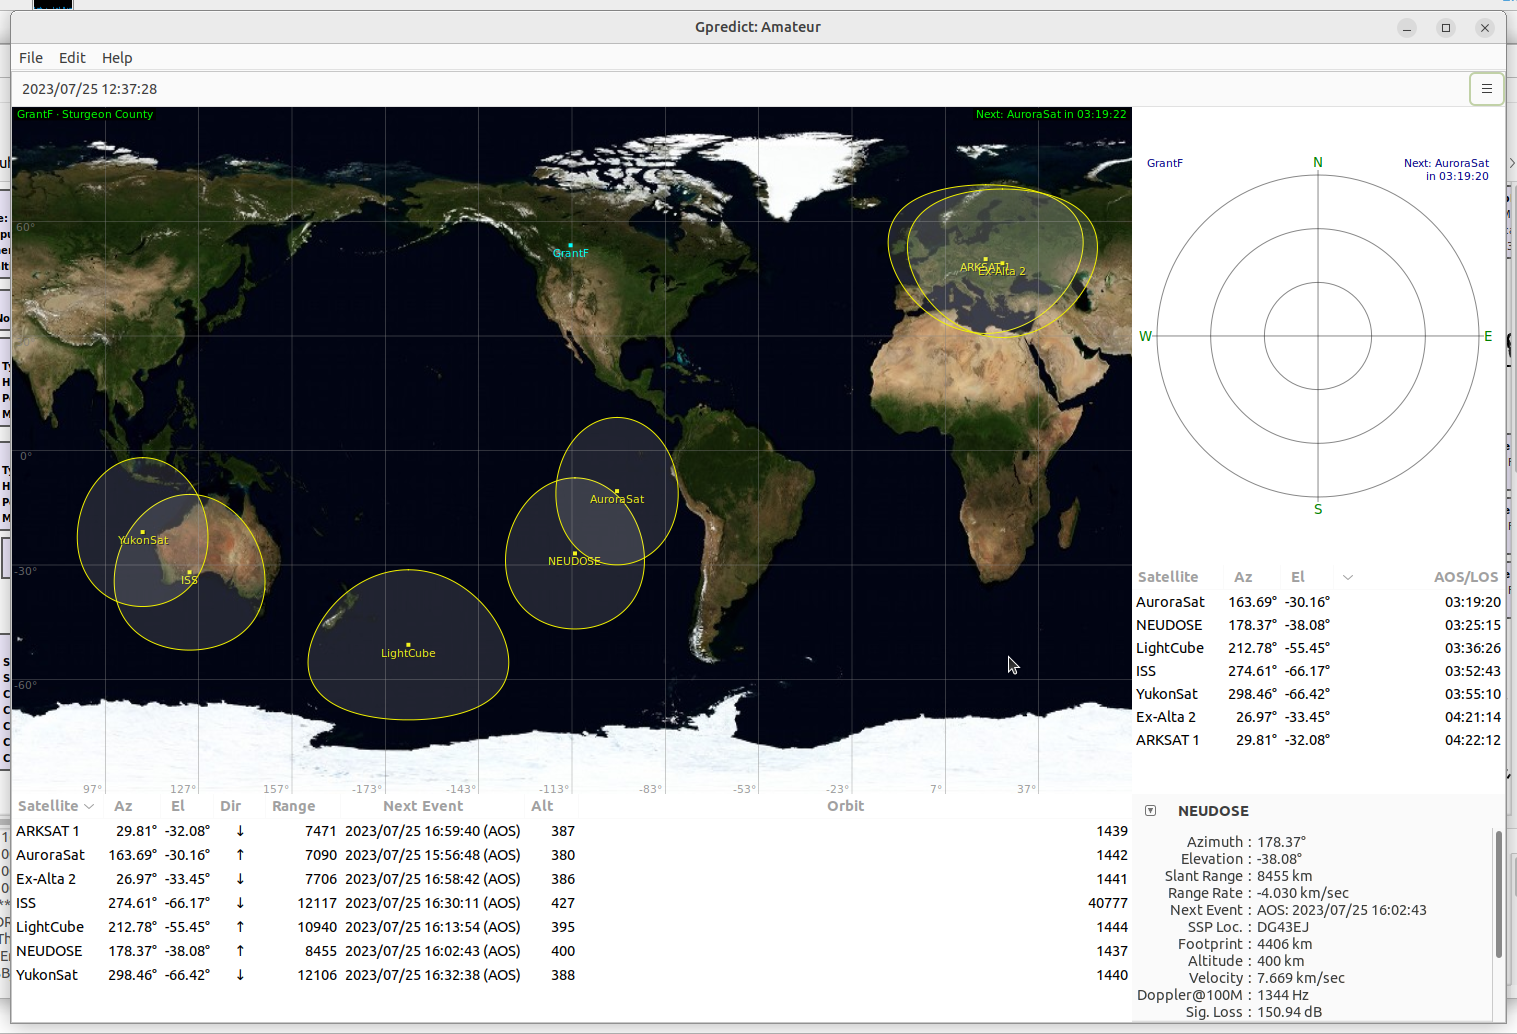 Gpredict: Amateur
File Edit Help
2023/07/25 12:37:28
GrantF · Sturgeon County
Next: AuroraSat in 03:19:22
60°
GrantF
ARKSAT 1
Ex-Alta 2
0°
AuroraSat
YukonSat
NEUDOSE
-30°
ISS
LightCube
-60°
97° 127° 157° -173° -143° -113° -83° -53° -23° 7° 37°
GrantF
N
Next: AuroraSat
in 03:19:20
W
E
S
Satellite Az El AOS/LOS
AuroraSat 163.69° -30.16° 03:19:20
NEUDOSE 178.37° -38.08° 03:25:15
LightCube 212.78° -55.45° 03:36:26
ISS 274.61° -66.17° 03:52:43
YukonSat 298.46° -66.42° 03:55:10
Ex-Alta 2 26.97° -33.45° 04:21:14
ARKSAT 1 29.81° -32.08° 04:22:12
Satellite Az El Dir Range Next Event Alt Orbit
ARKSAT 1 29.81° -32.08° ↓ 7471 2023/07/25 16:59:40 (AOS) 387 1439
AuroraSat 163.69° -30.16° ↑ 7090 2023/07/25 15:56:48 (AOS) 380 1442
Ex-Alta 2 26.97° -33.45° ↓ 7706 2023/07/25 16:58:42 (AOS) 386 1441
ISS 274.61° -66.17° ↓ 12117 2023/07/25 16:30:11 (AOS) 427 40777
LightCube 212.78° -55.45° ↑ 10940 2023/07/25 16:13:54 (AOS) 395 1444
NEUDOSE 178.37° -38.08° ↑ 8455 2023/07/25 16:02:43 (AOS) 400 1437
YukonSat 298.46° -66.42° ↓ 12106 2023/07/25 16:32:38 (AOS) 388 1440
NEUDOSE
Azimuth : 178.37°
Elevation : -38.08°
Slant Range : 8455 km
Range Rate : -4.030 km/sec
Next Event : AOS: 2023/07/25 16:02:43
SSP Loc. : DG43EJ
Footprint : 4406 km
Altitude : 400 km
Velocity : 7.669 km/sec
Doppler@100M : 1344 Hz
Sig. Loss : 150.94 dB